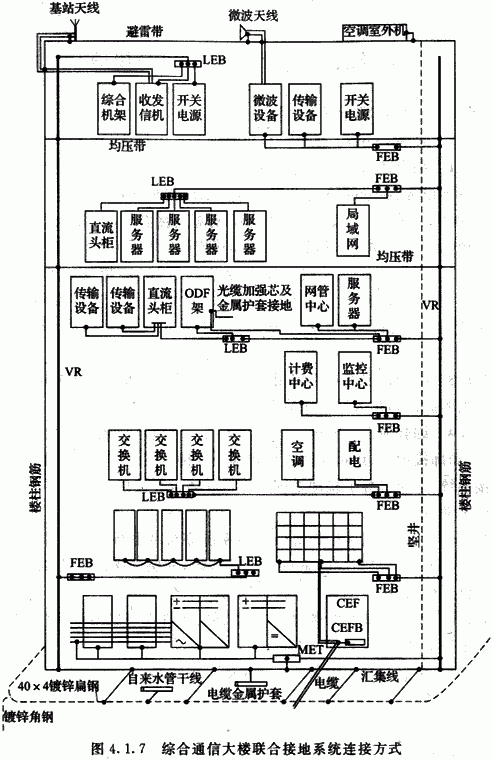 基站天线
避雷带
微波天线
空调室外机
LEB
综合机架
收发信机
开关电源
微波设备
传输设备
开关电源
均压带
FEB
LEB
FEB
直流头柜
服务器
服务器
服务器
服务器
局域网
均压带
传输设备
传输设备
直流头柜
ODF架
光缆加强芯及金属护套接地
网管中心
服务器
VR
LEB
FEB
VR
计费中心
监控中心
FEB
交换机
交换机
交换机
交换机
空调
配电
LEB
FEB
楼柱钢筋
竖井
楼柱钢筋
FEB
LEB
FEB
CEF
CEFB
MET
40×4镀锌扁钢
自来水管干线
电缆金属护套
电缆
汇集线
镀锌角钢
图 4.1.7 综合通信大楼联合接地系统连接方式